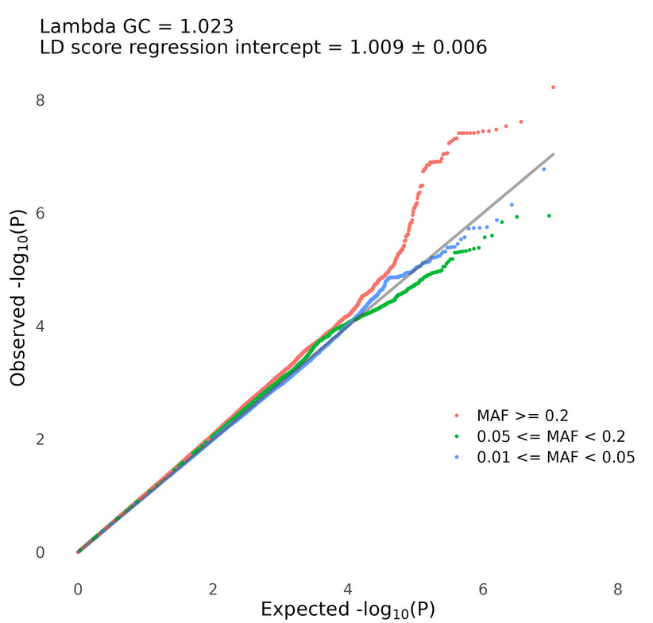 Lambda GC = 1.023
LD score regression intercept = 1.009 ± 0.006
8
6
4
2
0
Observed -log₁₀(P)
MAF >= 0.2
0.05 <= MAF < 0.2
0.01 <= MAF < 0.05
0 2 4 6 8
Expected -log₁₀(P)